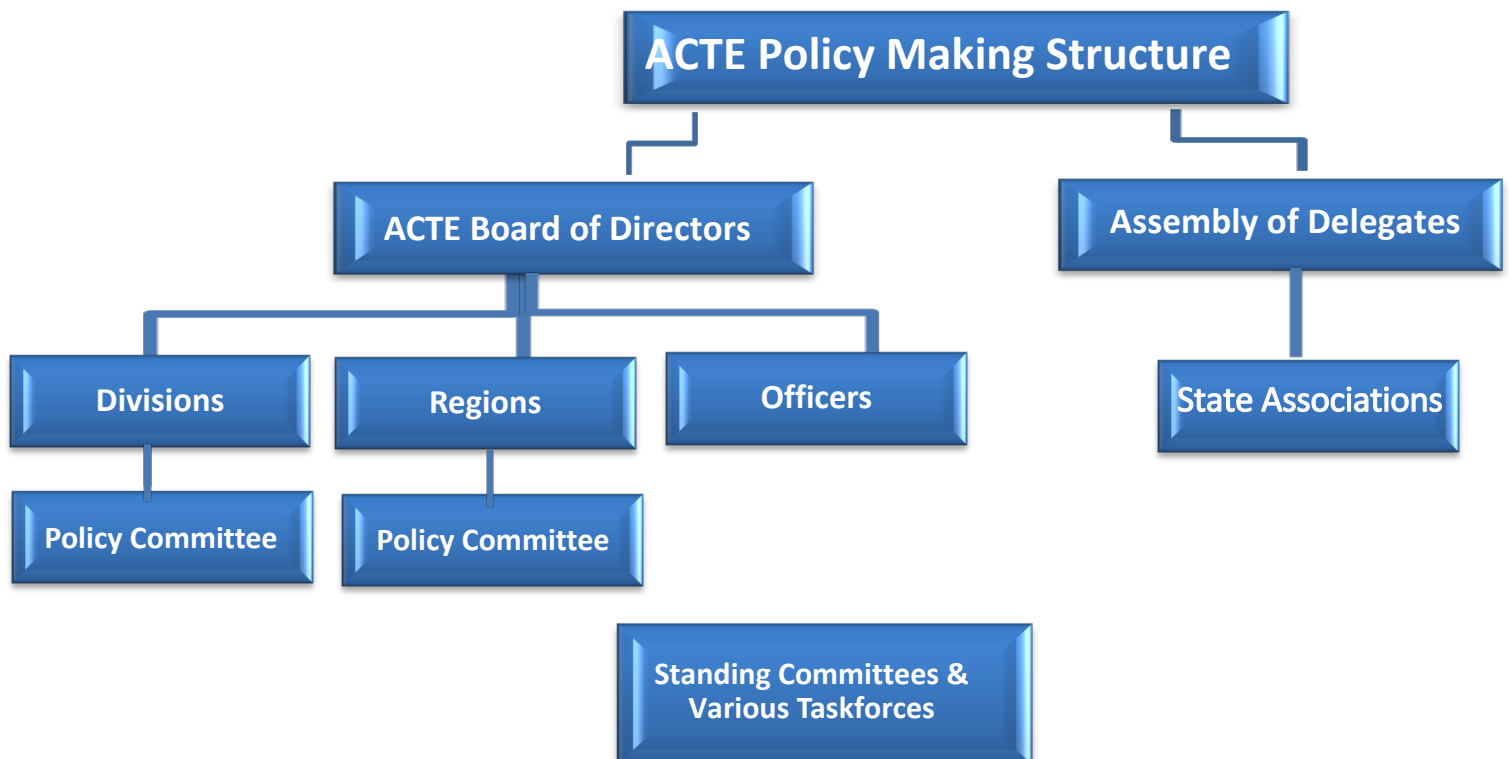 ACTE Policy Making Structure
ACTE Board of Directors
Assembly of Delegates
Divisions
Regions
Officers
State Associations
Policy Committee
Policy Committee
Standing Committees &
Various Taskforces